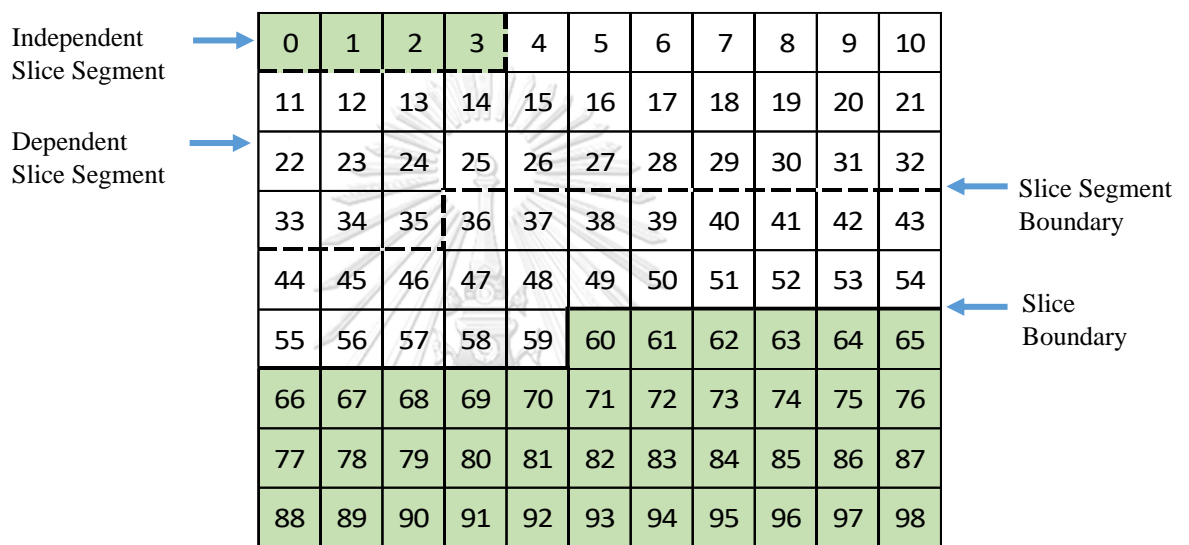 Independent
Slice Segment
0 1 2 3 4 5 6 7 8 9 10
11 12 13 14 15 16 17 18 19 20 21
Dependent
Slice Segment
22 23 24 25 26 27 28 29 30 31 32
Slice Segment
Boundary
33 34 35 36 37 38 39 40 41 42 43
44 45 46 47 48 49 50 51 52 53 54
Slice
Boundary
55 56 57 58 59 60 61 62 63 64 65
66 67 68 69 70 71 72 73 74 75 76
77 78 79 80 81 82 83 84 85 86 87
88 89 90 91 92 93 94 95 96 97 98